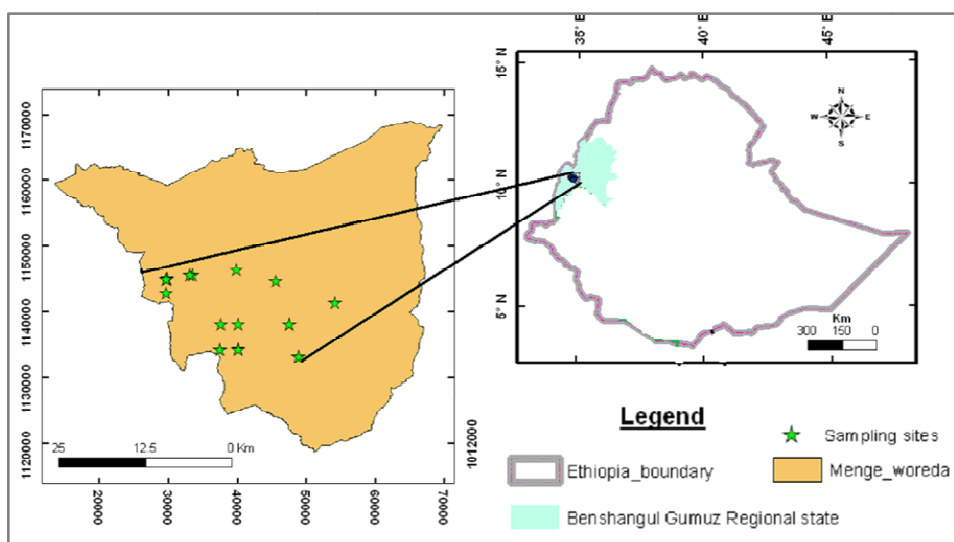 35° E
40° E
45° E
15° N
10° N
5° N
N
W
E
S
Km
300 150 0
1170000
1160000
1150000
1140000
1130000
1120000
25 12.5 0 Km
20000
30000
40000
50000
60000
70000
1012000
Legend
Sampling sites
Ethiopia_boundary
Menge_woreda
Benshangul Gumuz Regional state